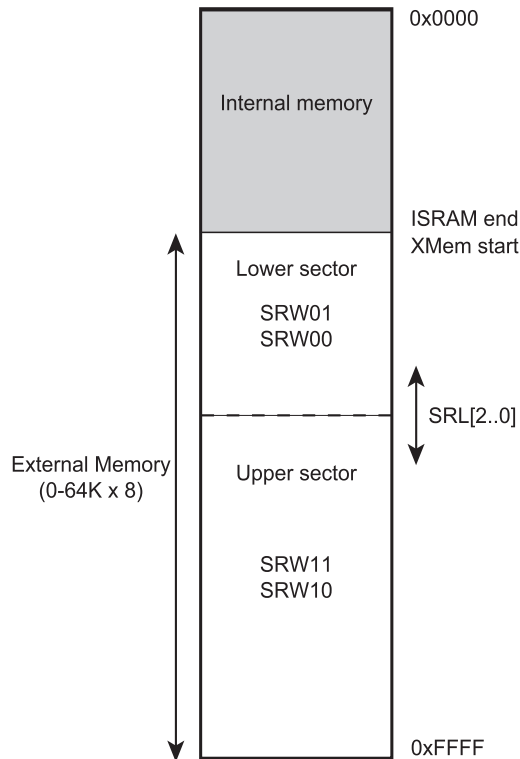 0x0000
Internal memory
ISRAM end
XMem start
Lower sector
SRW01
SRW00
SRL[2..0]
External Memory
(0-64K x 8)
Upper sector
SRW11
SRW10
0xFFFF